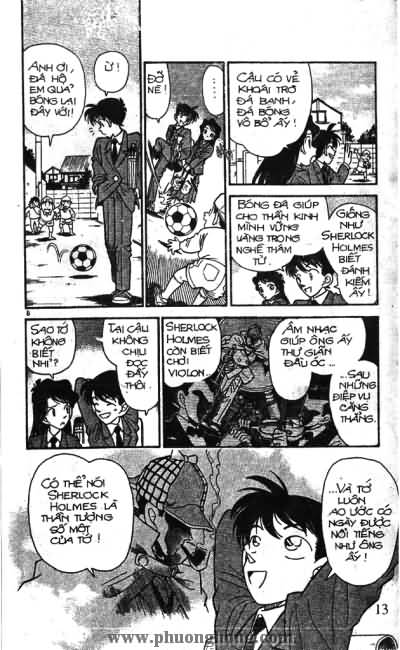 ANH ƠI,
ĐÁ HỘ
EM QUẢ
BÓNG LẠI
ĐÂY VỚI!
Ừ!
ĐỠ
NÈ!
......
CẬU CÓ VẺ
KHOÁI TRÒ
ĐÁ BANH,
ĐÁ BÓNG
VÔ BỔ ẤY!
BÓNG ĐÁ GIÚP
CHO THẦN KINH
MÌNH VỮNG
VÀNG TRONG
NGHỀ THÁM
TỬ.
GIỐNG
NHƯ
SHERLOCK
HOLMES
BIẾT
ĐÁNH
KIẾM ẤY!
SAO TỚ
KHÔNG
BIẾT
NHỈ?
TẠI CẬU
KHÔNG
CHỊU
ĐỌC
ĐẤY
THÔI.
SHERLOCK
HOLMES
CÒN BIẾT
CHƠI
VIOLON.
ÂM NHẠC
GIÚP ÔNG ẤY
THƯ GIÃN
ĐẦU ÓC ...
...SAU
NHỮNG
ĐIỆP VỤ
CĂNG
THẲNG.
CÓ THỂ NÓI
SHERLOCK
HOLMES LÀ
THẦN TƯỢNG
SỐ MỘT
CỦA TỚ!
...VÀ TỚ
LUÔN
AO ƯỚC CÓ
NGÀY ĐƯỢC
NỔI TIẾNG
NHƯ ÔNG
ẤY!
13